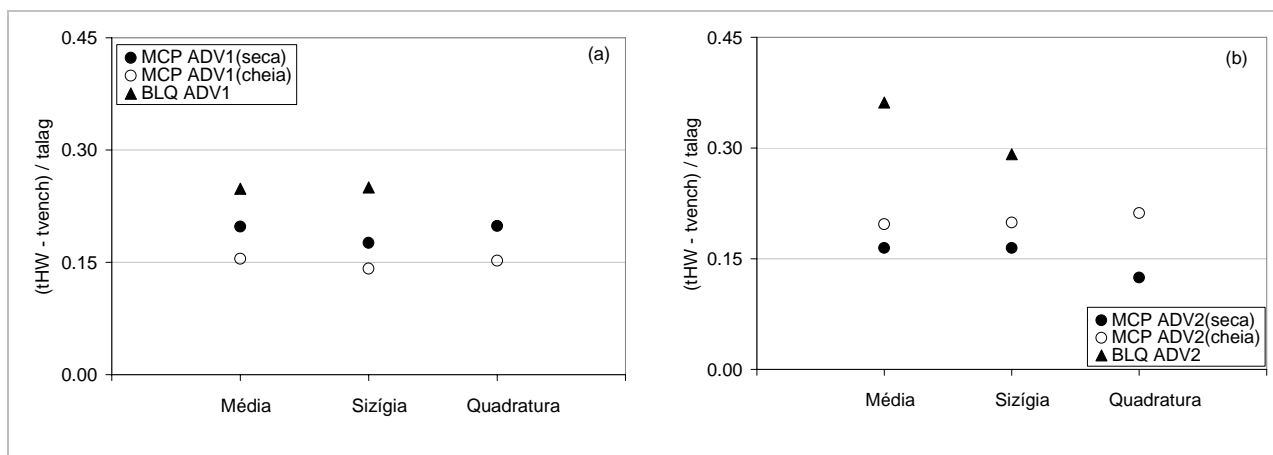 0.45
MCP ADV1(seca)
MCP ADV1(cheia)
BLQ ADV1
(a)
0.30
0.15
0.00
(tHW - tvench) / talag
Média Sizígia Quadratura
0.45
(b)
0.30
0.15
0.00
(tHW - tvench) / talag
MCP ADV2(seca)
MCP ADV2(cheia)
BLQ ADV2
Média Sizígia Quadratura